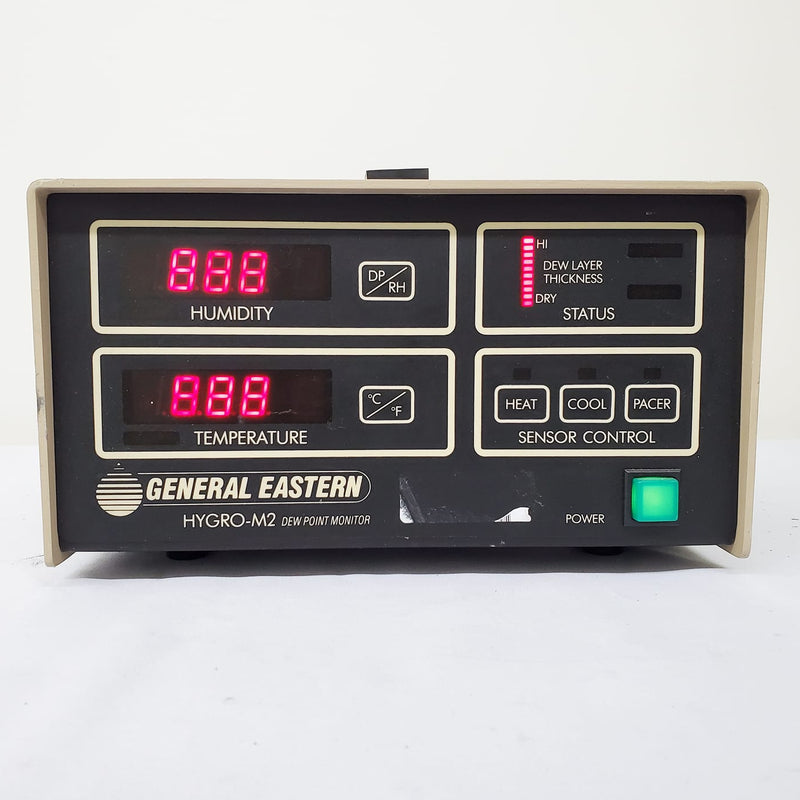 888
DP/RH
HUMIDITY
HI
DEW LAYER
THICKNESS
DRY
STATUS
888
°C/°F
TEMPERATURE
HEAT
COOL
PACER
SENSOR CONTROL
GENERAL EASTERN
HYGRO-M2 DEW POINT MONITOR
POWER